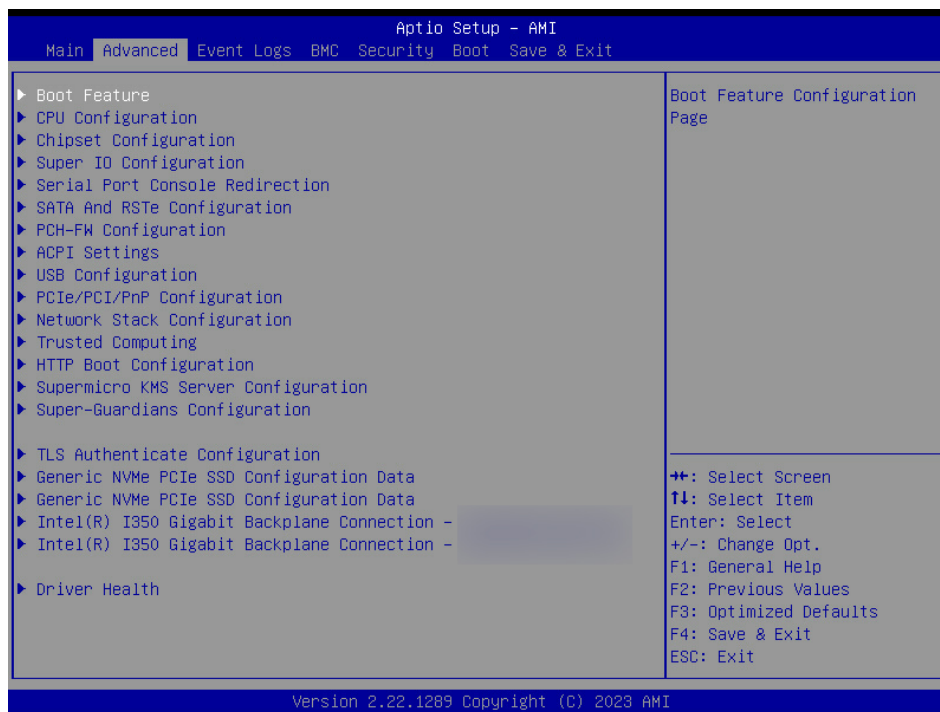 Aptio Setup – AMI
Main Advanced Event Logs BMC Security Boot Save & Exit
▶ Boot Feature
▶ CPU Configuration
▶ Chipset Configuration
▶ Super IO Configuration
▶ Serial Port Console Redirection
▶ SATA And RSTe Configuration
▶ PCH-FW Configuration
▶ ACPI Settings
▶ USB Configuration
▶ PCIe/PCI/PnP Configuration
▶ Network Stack Configuration
▶ Trusted Computing
▶ HTTP Boot Configuration
▶ Supermicro KMS Server Configuration
▶ Super-Guardians Configuration
▶ TLS Authenticate Configuration
▶ Generic NVMe PCIe SSD Configuration Data
▶ Generic NVMe PCIe SSD Configuration Data
▶ Intel(R) I350 Gigabit Backplane Connection –
▶ Intel(R) I350 Gigabit Backplane Connection –
▶ Driver Health
Boot Feature Configuration
Page
→←: Select Screen
↑↓: Select Item
Enter: Select
+/-: Change Opt.
F1: General Help
F2: Previous Values
F3: Optimized Defaults
F4: Save & Exit
ESC: Exit
Version 2.22.1289 Copyright (C) 2023 AMI